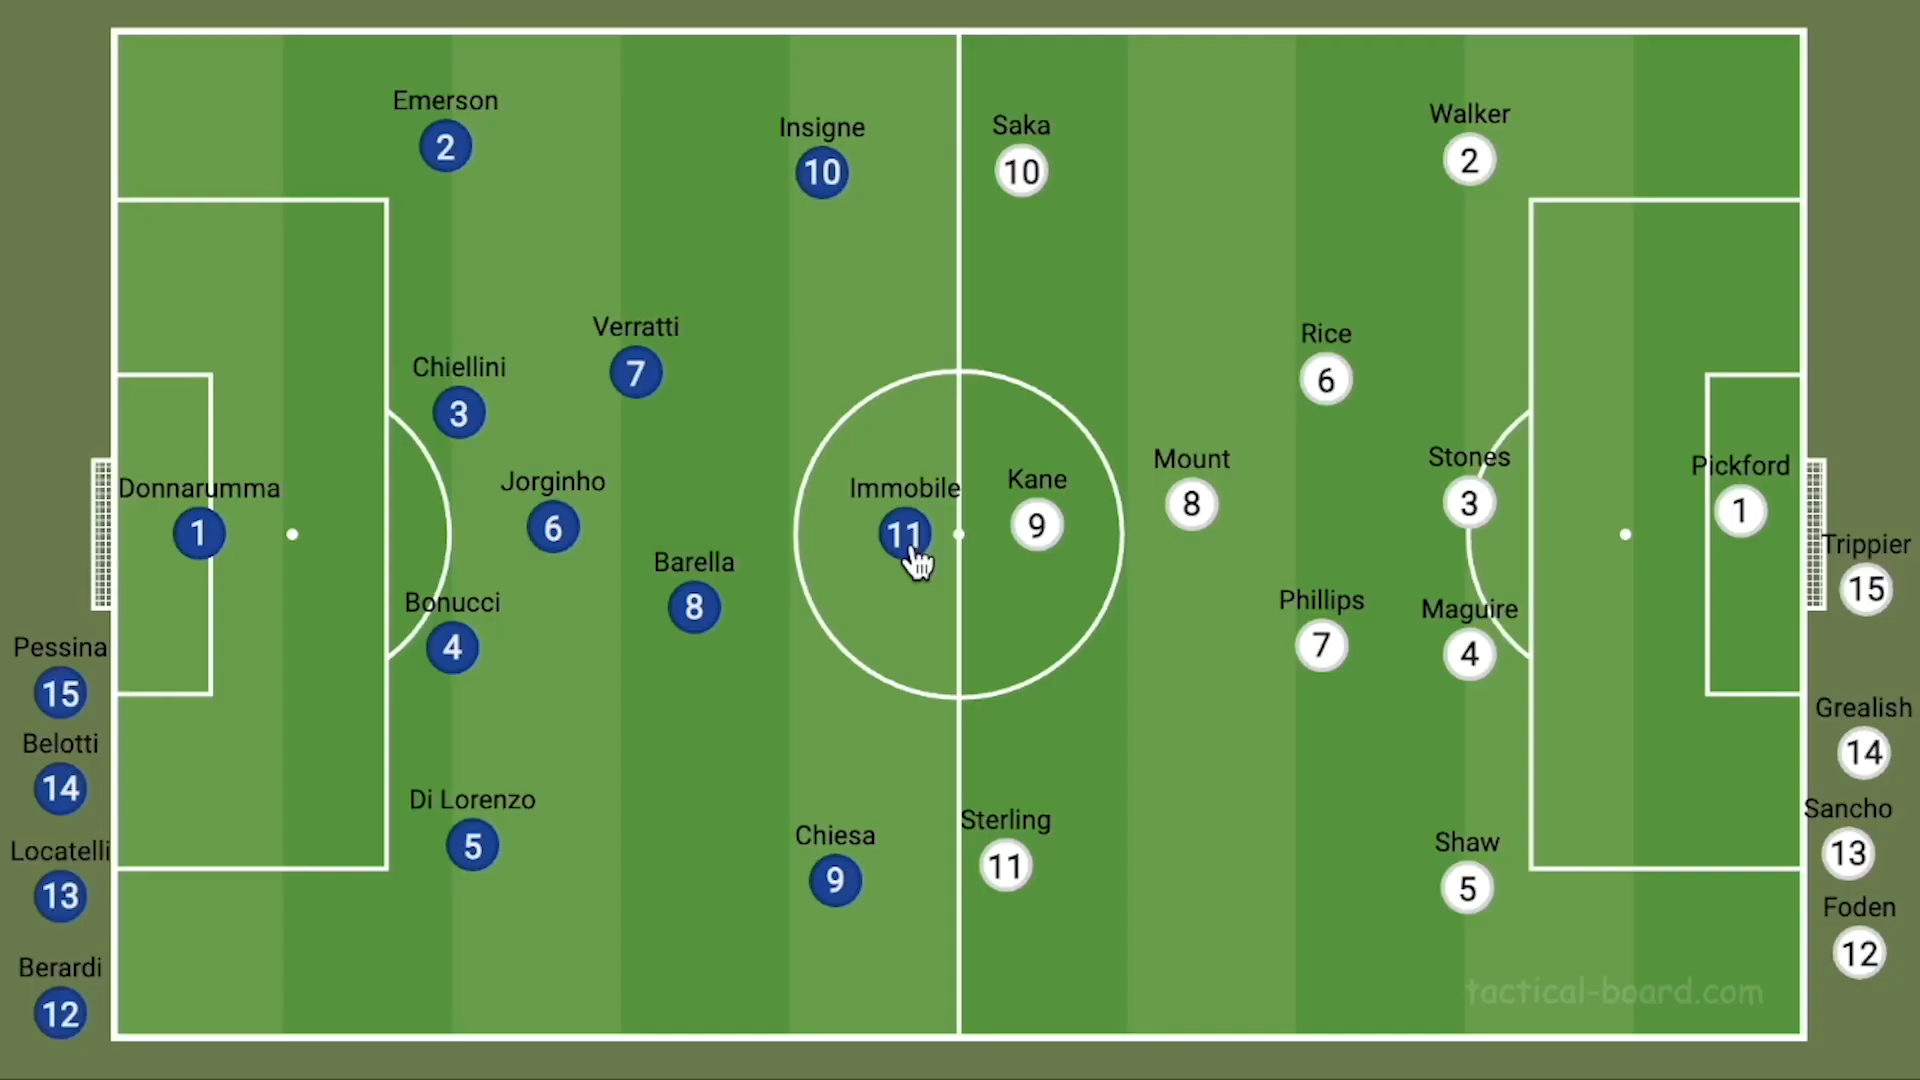 Emerson
2
Insigne
10
Saka
10
Walker
2
Verratti
7
Rice
6
Chiellini
3
Jorginho
6
Immobile
11
Kane
9
Mount
8
Stones
3
Pickford
1
Donnarumma
1
Trippier
15
Barella
8
Bonucci
4
Phillips
7
Maguire
4
Pessina
15
Grealish
14
Belotti
14
Di Lorenzo
5
Chiesa
9
Sterling
11
Shaw
5
Sancho
13
Locatelli
13
Foden
12
Berardi
12
tactical-board.com